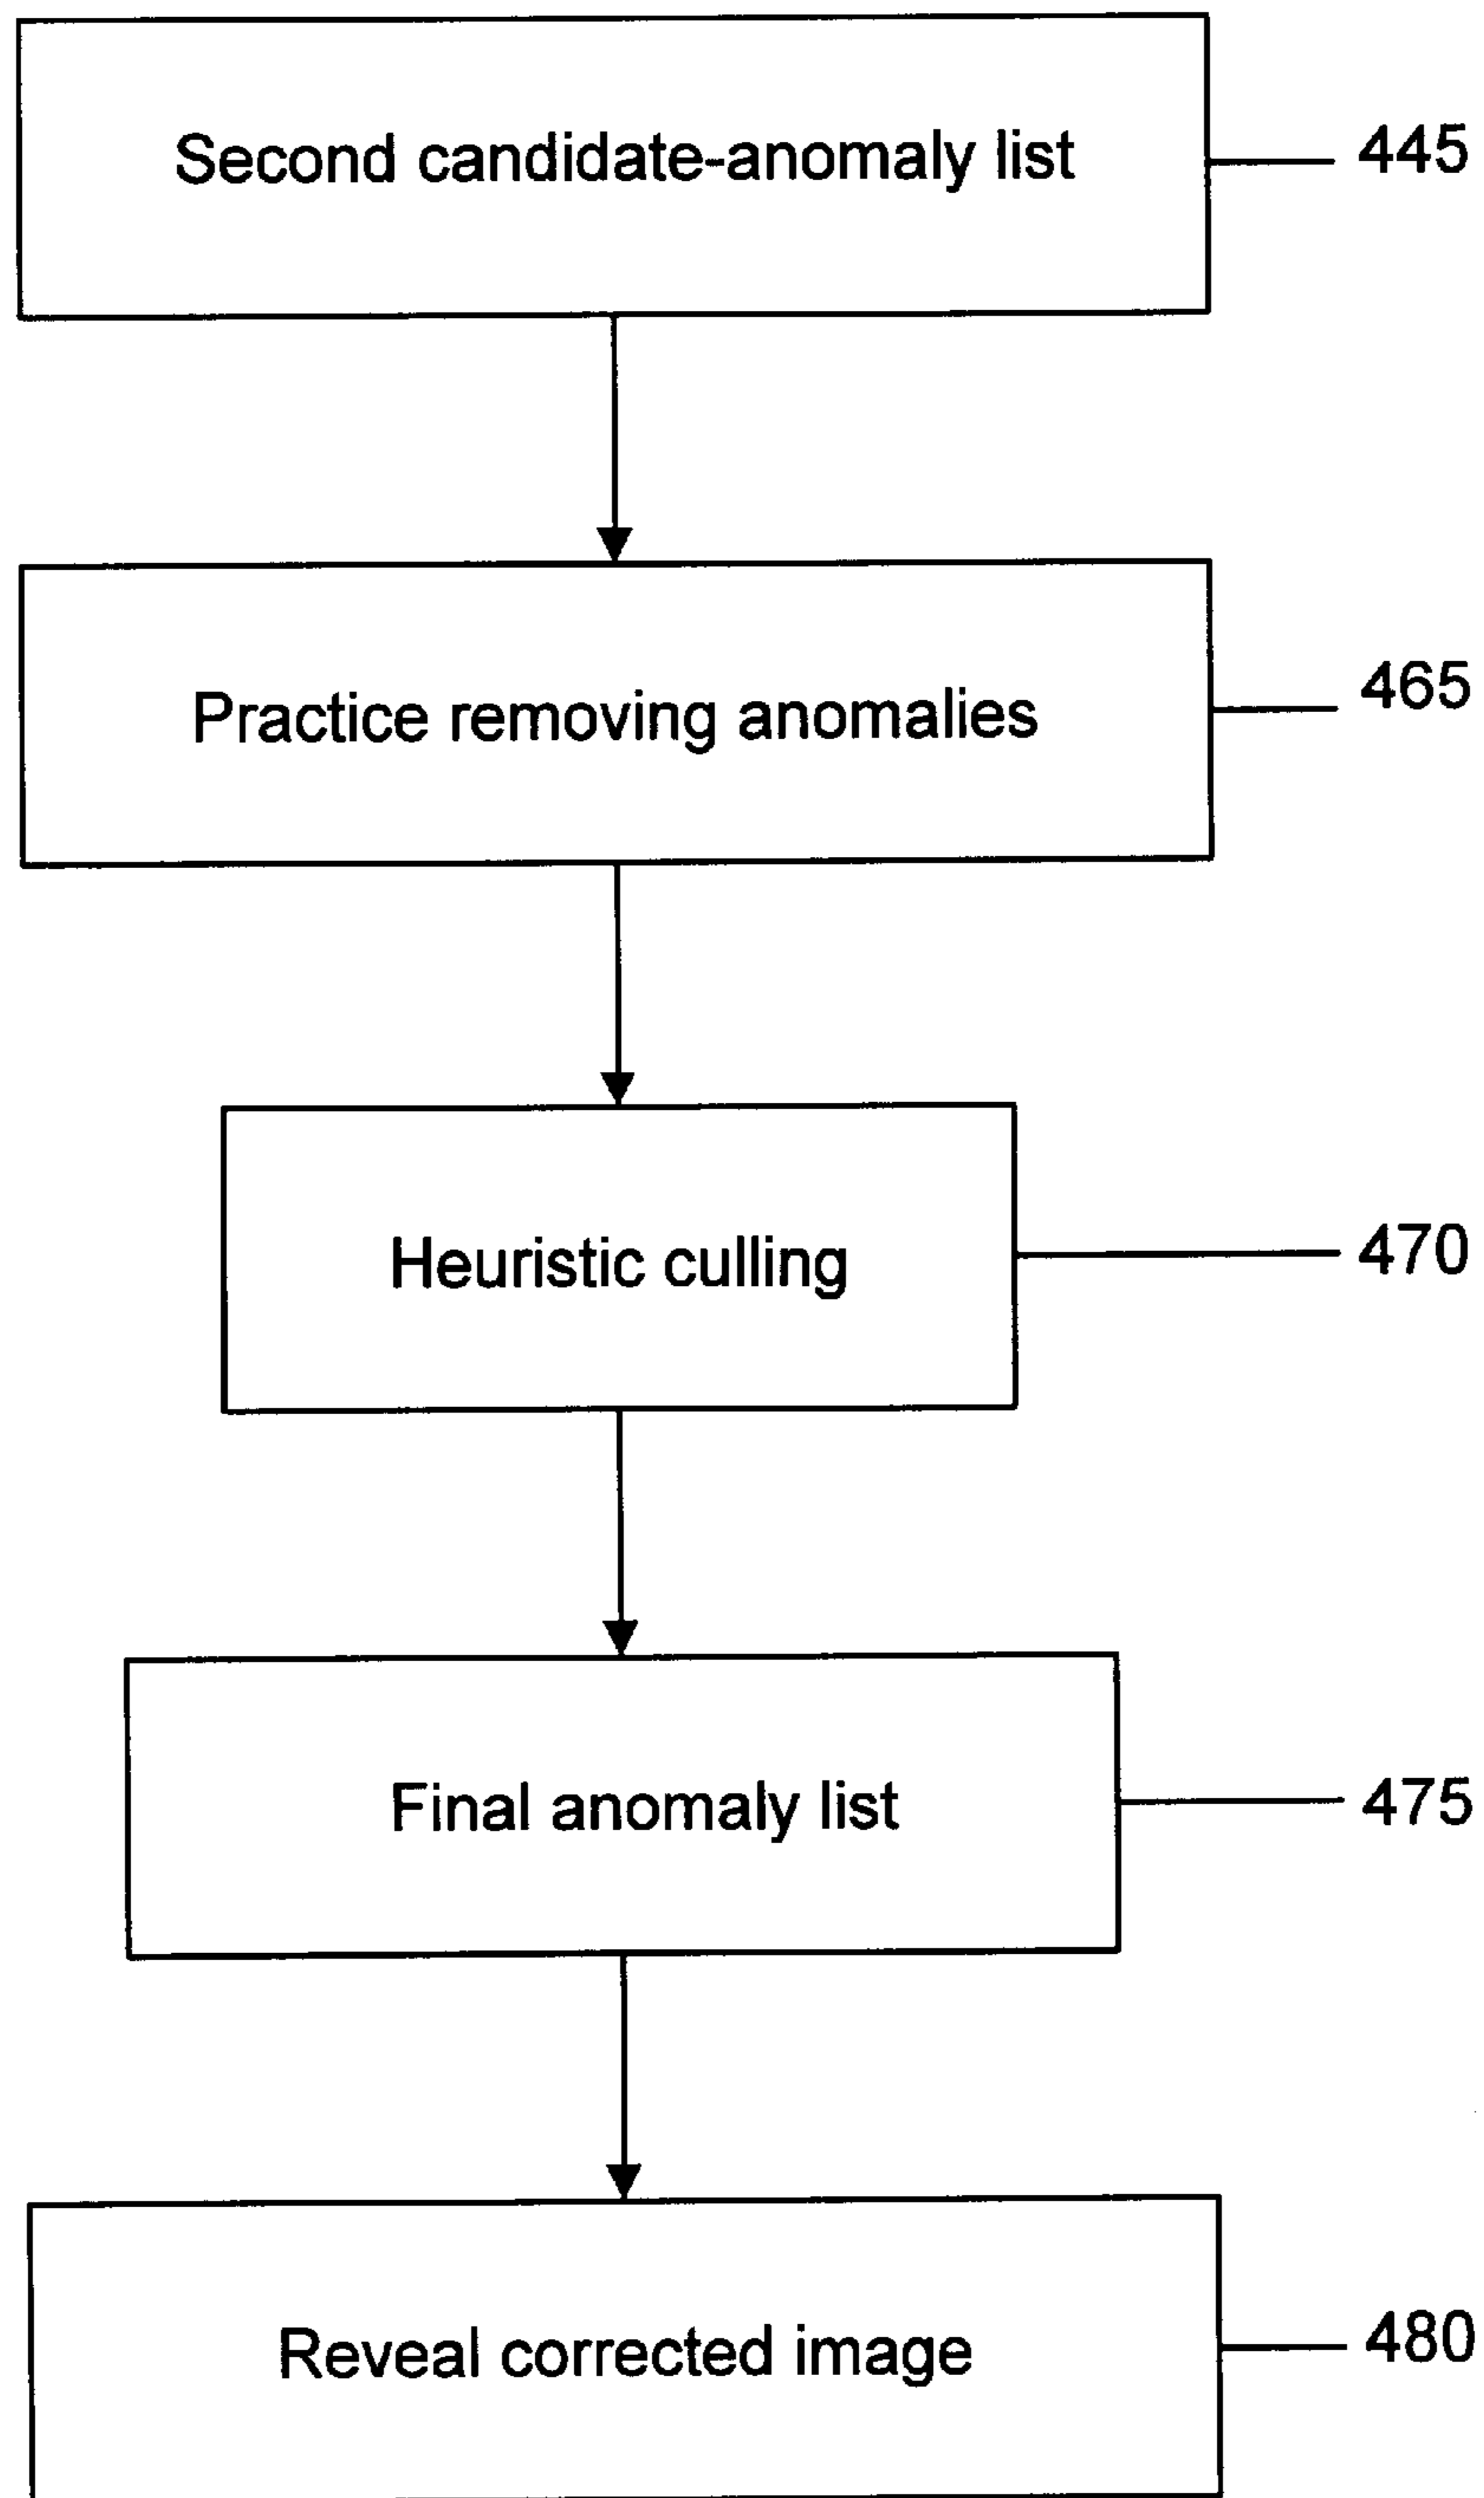 Second candidate-anomaly list
445
Practice removing anomalies
465
Heuristic culling
470
Final anomaly list
475
Reveal corrected image
480